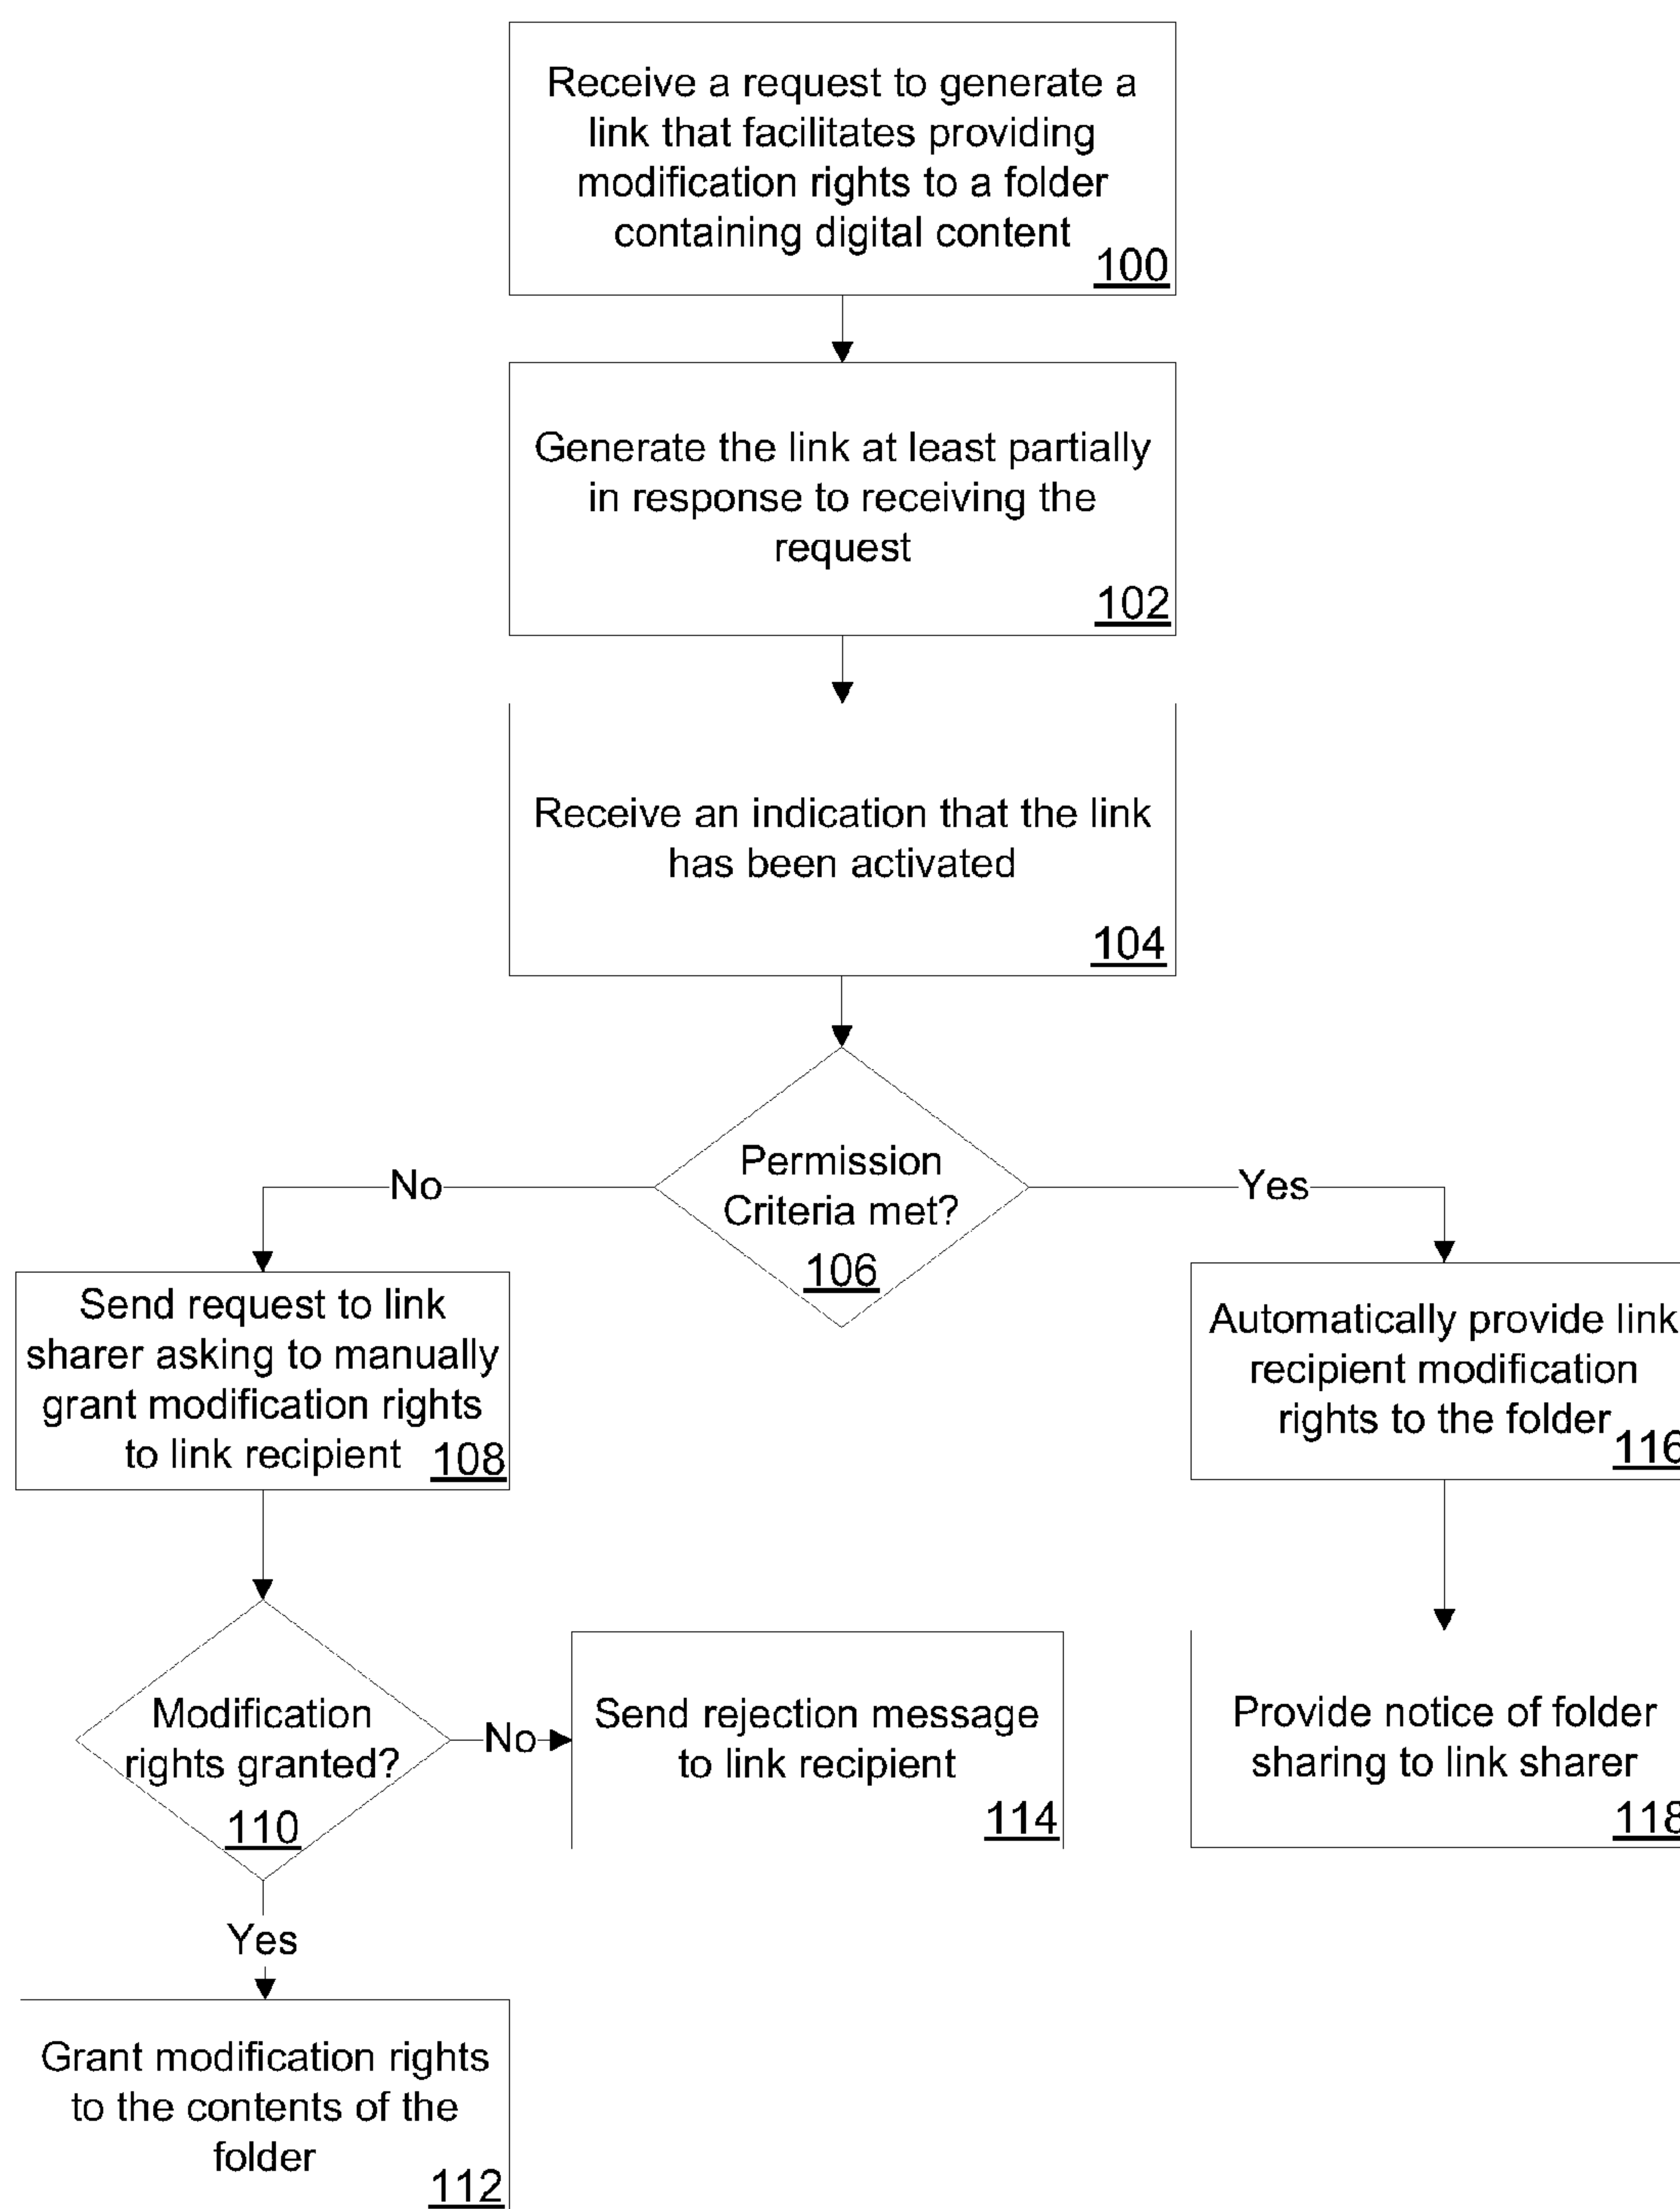 Receive a request to generate a
link that facilitates providing
modification rights to a folder
containing digital content
100
Generate the link at least partially
in response to receiving the
request
102
Receive an indication that the link
has been activated
104
Permission
Criteria met?
106
No
Yes
Send request to link
sharer asking to manually
grant modification rights
to link recipient 108
Automatically provide link
recipient modification
rights to the folder
116
Modification
rights granted?
110
No
Send rejection message
to link recipient
114
Provide notice of folder
sharing to link sharer
118
Yes
Grant modification rights
to the contents of the
folder
112